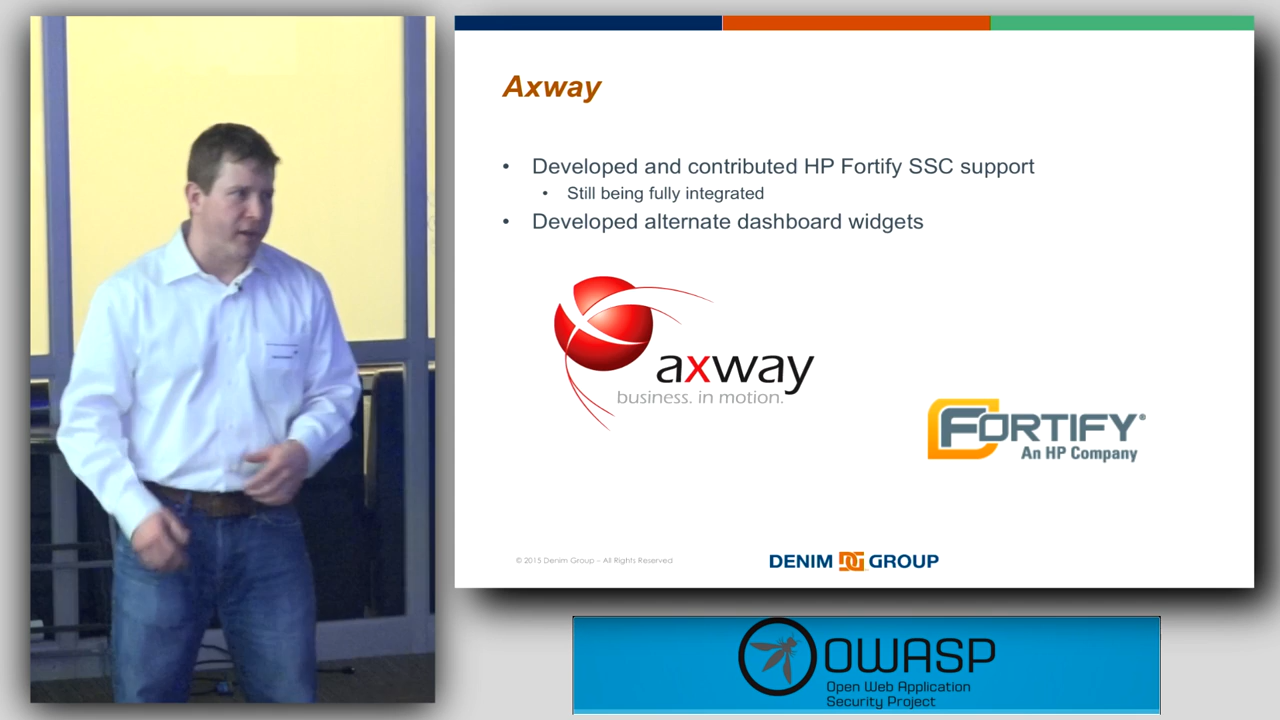 Axway
• Developed and contributed HP Fortify SSC support
• Still being fully integrated
• Developed alternate dashboard widgets
axway
business. in motion.
FORTIFY®
An HP Company
© 2015 Denim Group – All Rights Reserved
DENIM DG GROUP
OWASP
Open Web Application
Security Project